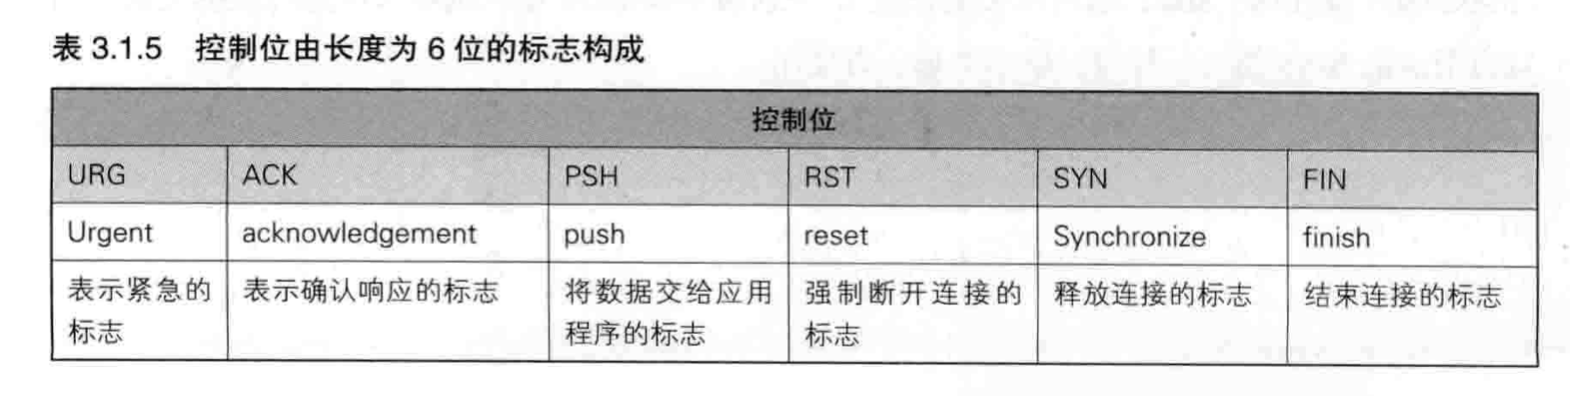 表 3.1.5 控制位由长度为 6 位的标志构成
控制位
URG ACK PSH RST SYN FIN
Urgent acknowledgement push reset Synchronize finish
表示紧急的 表示确认响应的标志 将数据交给应用 强制断开连接的 释放连接的标志 结束连接的标志
标志 程序的标志 标志